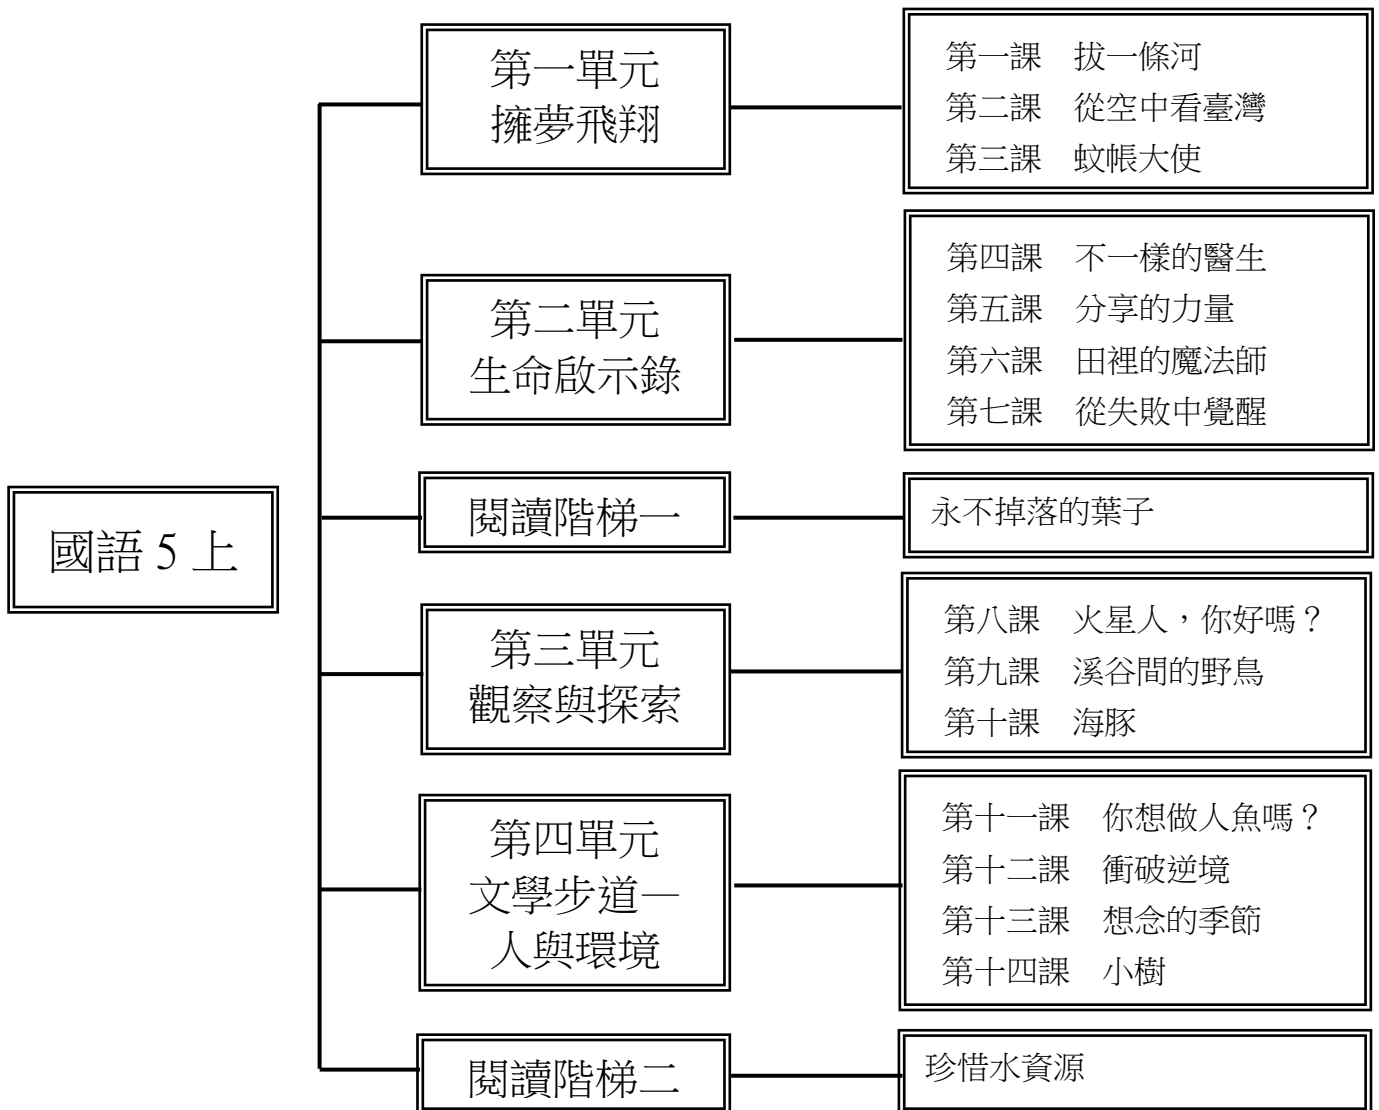 國語 5 上
第一單元
擁夢飛翔
第一課　拔一條河
第二課　從空中看臺灣
第三課　蚊帳大使
第二單元
生命啟示錄
第四課　不一樣的醫生
第五課　分享的力量
第六課　田裡的魔法師
第七課　從失敗中覺醒
閱讀階梯一
永不掉落的葉子
第三單元
觀察與探索
第八課　火星人，你好嗎？
第九課　溪谷間的野鳥
第十課　海豚
第四單元
文學步道—
人與環境
第十一課　你想做人魚嗎？
第十二課　衝破逆境
第十三課　想念的季節
第十四課　小樹
閱讀階梯二
珍惜水資源